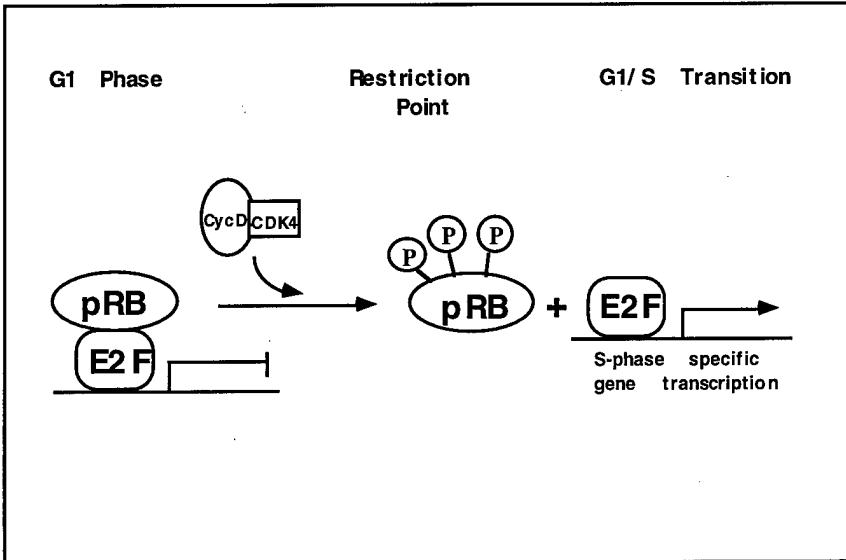 G1 Phase
Restriction
Point
G1/S Transition
CycD CDK4
P P P
pRB
E2F
pRB + E2F
S-phase specific
gene transcription